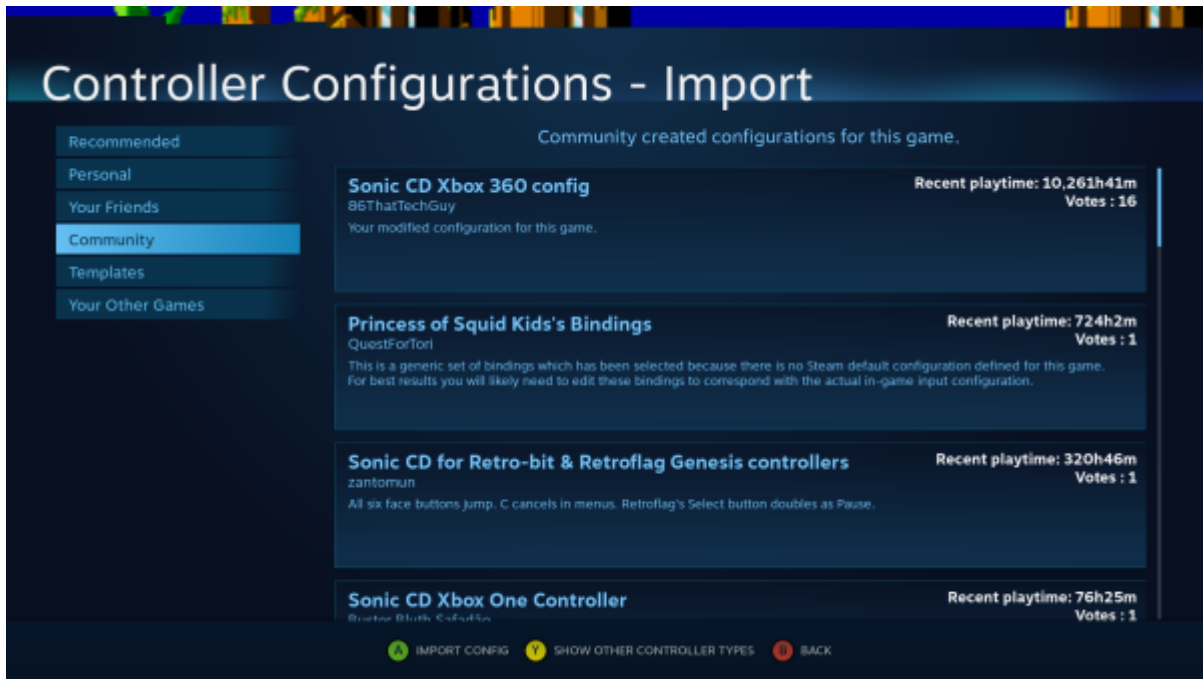 Controller Configurations - Import
Recommended
Personal
Your Friends
Community
Templates
Your Other Games
Community created configurations for this game.
Sonic CD Xbox 360 config
Recent playtime: 10,261h41m
86ThatTechGuy
Votes : 16
Your modified configuration for this game.
Princess of Squid Kids's Bindings
Recent playtime: 724h2m
QuestForTori
Votes : 1
This is a generic set of bindings which has been selected because there is no Steam default configuration defined for this game.
For best results you will likely need to edit these bindings to correspond with the actual in-game input configuration.
Sonic CD for Retro-bit & Retroflag Genesis controllers
Recent playtime: 320h46m
zantomun
Votes : 1
All six face buttons jump. C cancels in menus. Retroflag's Select button doubles as Pause.
Sonic CD Xbox One Controller
Recent playtime: 76h25m
Votes : 1
A IMPORT CONFIG Y SHOW OTHER CONTROLLER TYPES B BACK